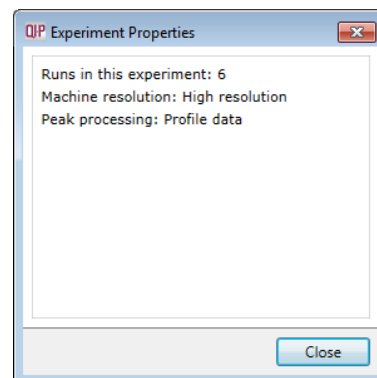 QIP Experiment Properties
Runs in this experiment: 6
Machine resolution: High resolution
Peak processing: Profile data
Close